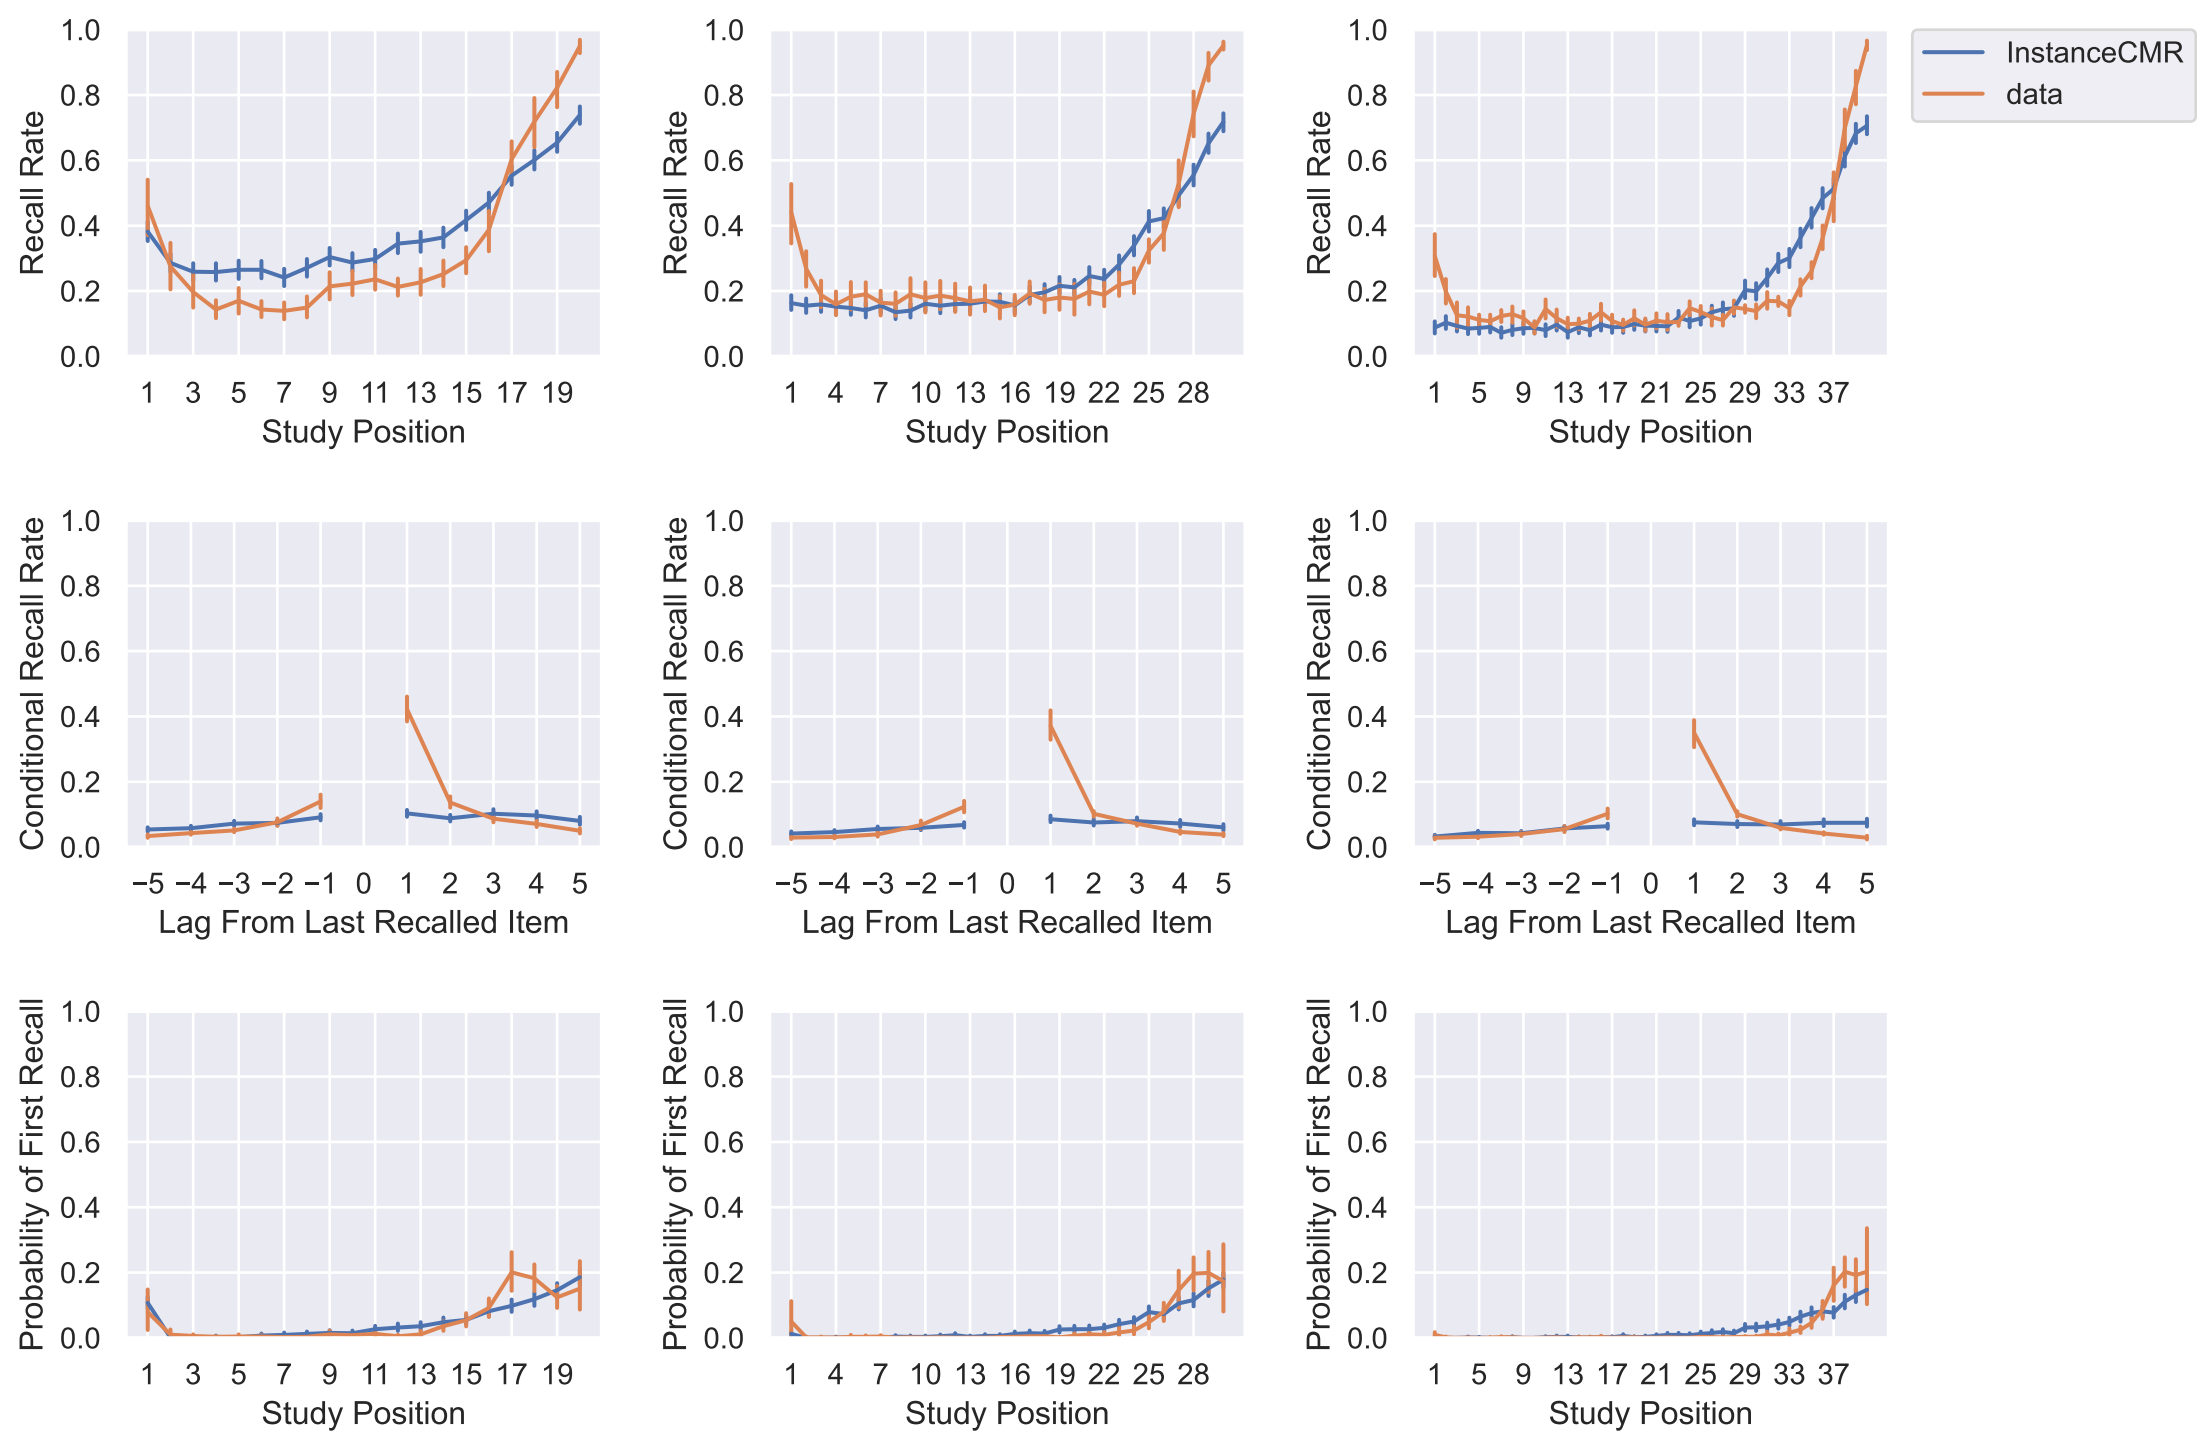 1.0 0.8 0.6 0.4 0.2 0.0
Recall Rate
1 3 5 7 9 11 13 15 17 19
Study Position
1.0 0.8 0.6 0.4 0.2 0.0
Recall Rate
1 4 7 10 13 16 19 22 25 28
Study Position
1.0 0.8 0.6 0.4 0.2 0.0
Recall Rate
1 5 9 13 17 21 25 29 33 37
Study Position
InstanceCMR
data
1.0 0.8 0.6 0.4 0.2 0.0
Conditional Recall Rate
−5 −4 −3 −2 −1 0 1 2 3 4 5
Lag From Last Recalled Item
1.0 0.8 0.6 0.4 0.2 0.0
Conditional Recall Rate
−5 −4 −3 −2 −1 0 1 2 3 4 5
Lag From Last Recalled Item
1.0 0.8 0.6 0.4 0.2 0.0
Conditional Recall Rate
−5 −4 −3 −2 −1 0 1 2 3 4 5
Lag From Last Recalled Item
1.0 0.8 0.6 0.4 0.2 0.0
Probability of First Recall
1 3 5 7 9 11 13 15 17 19
Study Position
1.0 0.8 0.6 0.4 0.2 0.0
Probability of First Recall
1 4 7 10 13 16 19 22 25 28
Study Position
1.0 0.8 0.6 0.4 0.2 0.0
Probability of First Recall
1 5 9 13 17 21 25 29 33 37
Study Position